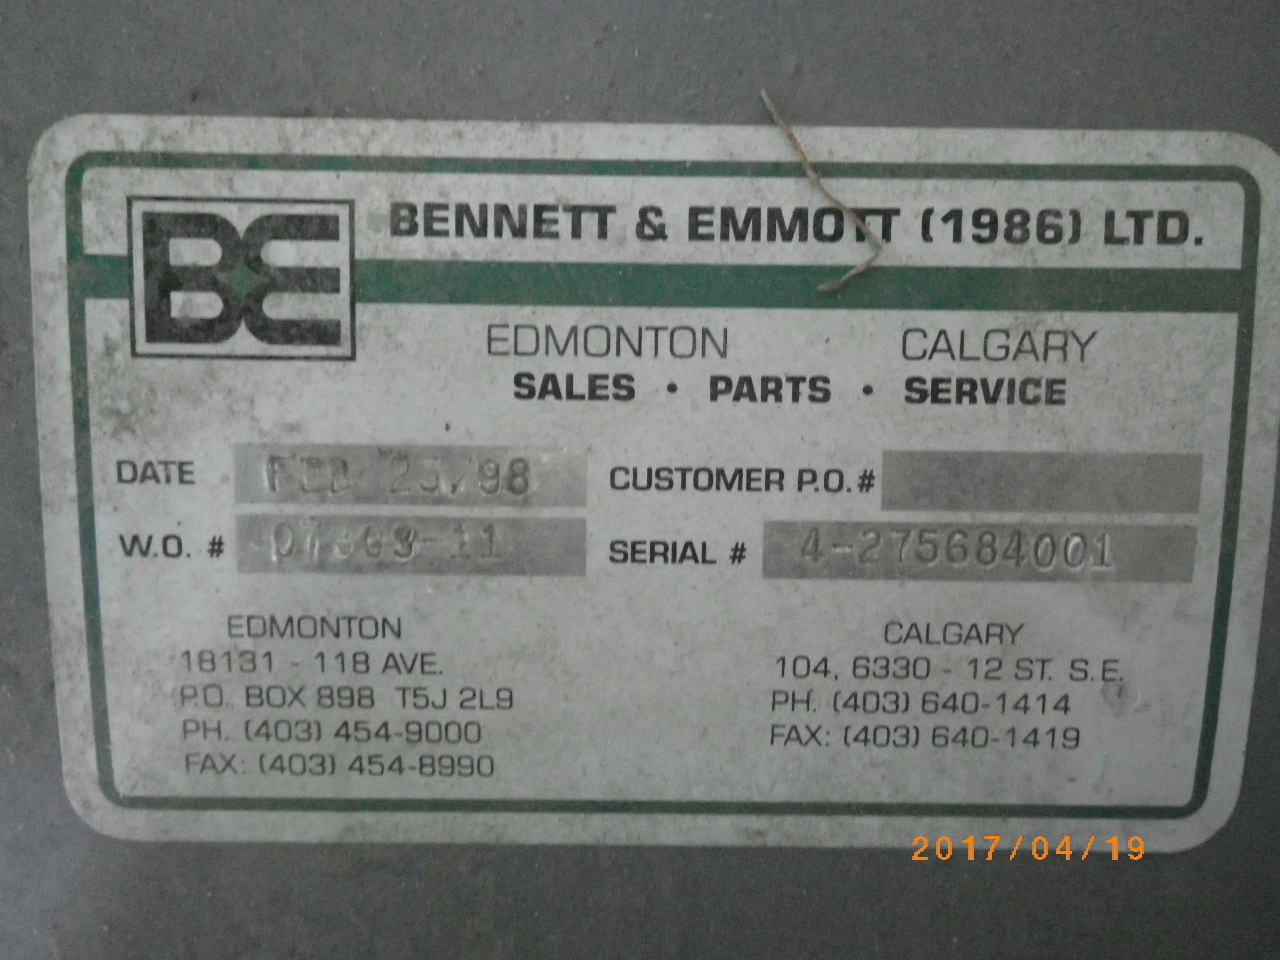 BE
BENNETT & EMMOTT (1986) LTD.
EDMONTON CALGARY
SALES · PARTS · SERVICE
DATE FEB /98 CUSTOMER P.O.#
W.O. # SERIAL # 4-275684001
EDMONTON
18131 - 118 AVE.
P.O. BOX 898 T5J 2L9
PH. (403) 454-9000
FAX: (403) 454-8990
CALGARY
104, 6330 - 12 ST. S.E.
PH. (403) 640-1414
FAX: (403) 640-1419
2017/04/19